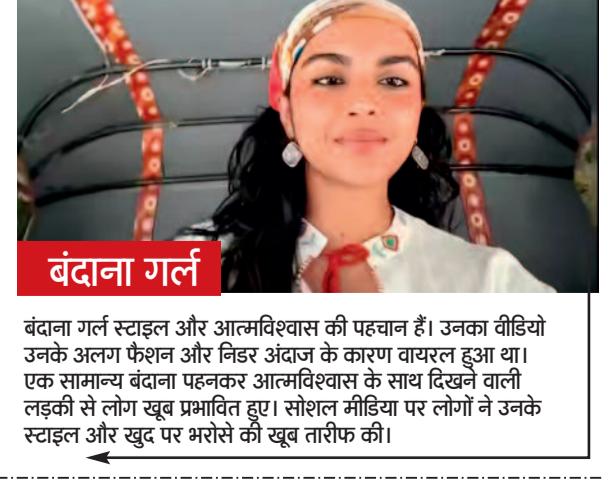 बंदाना गर्ल
बंदाना गर्ल स्टाइल और आत्मविश्वास की पहचान हैं। उनका वीडियो
उनके अलग फैशन और निडर अंदाज के कारण वायरल हुआ था।
एक सामान्य बंदाना पहनकर आत्मविश्वास के साथ दिखने वाली
लड़की से लोग खूब प्रभावित हुए। सोशल मीडिया पर लोगों ने उनके
स्टाइल और खुद पर भरोसे की खूब तारीफ की।